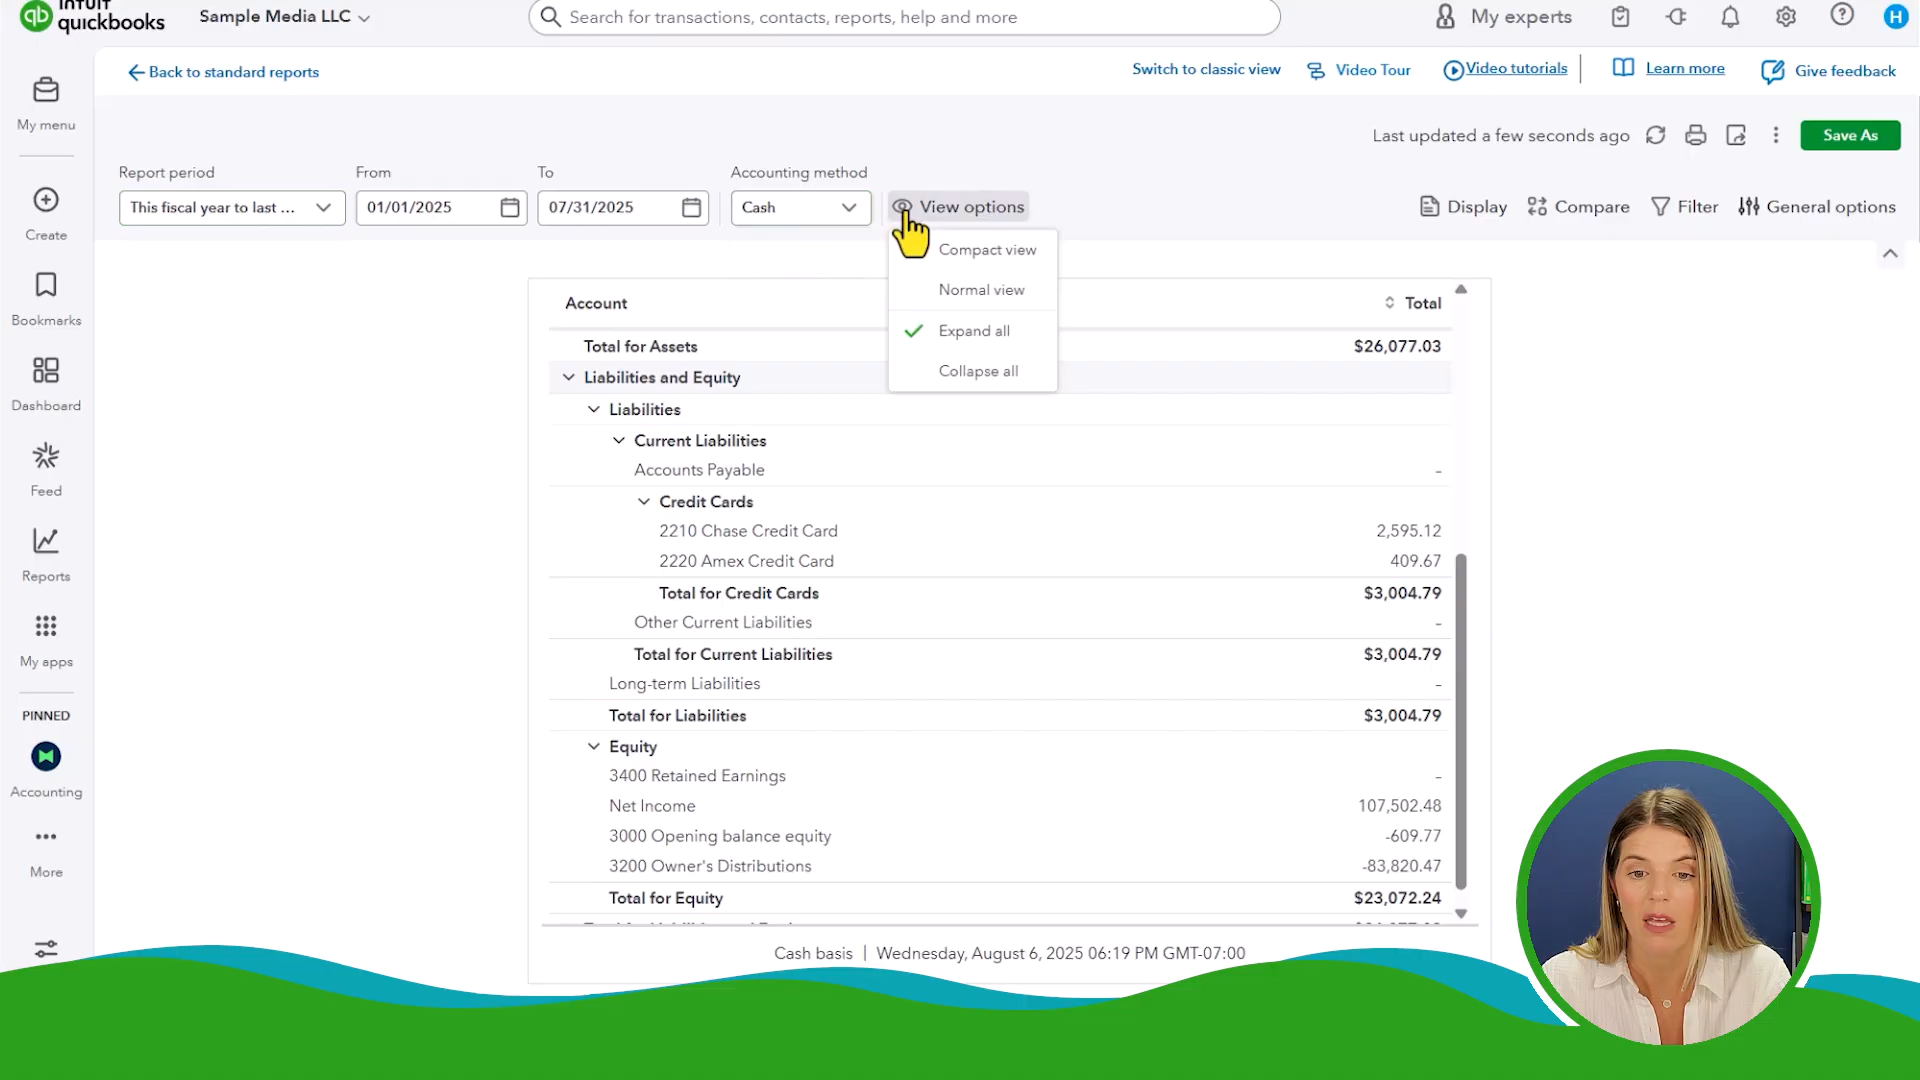 INTUIT
quickbooks
Sample Media LLC
Search for transactions, contacts, reports, help and more
My experts
H
Back to standard reports
Switch to classic view
Video Tour
Video tutorials
Learn more
Give feedback
Last updated a few seconds ago
Save As
Report period
From
To
Accounting method
This fiscal year to last ...
01/01/2025
07/31/2025
Cash
View options
Display
Compare
Filter
General options
Compact view
Normal view
Expand all
Collapse all
My menu
Create
Bookmarks
Dashboard
Feed
Reports
My apps
PINNED
Accounting
More
Account Total
Total for Assets $26,077.03
Liabilities and Equity
Liabilities
Current Liabilities
Accounts Payable -
Credit Cards
2210 Chase Credit Card 2,595.12
2220 Amex Credit Card 409.67
Total for Credit Cards $3,004.79
Other Current Liabilities -
Total for Current Liabilities $3,004.79
Long-term Liabilities -
Total for Liabilities $3,004.79
Equity
3400 Retained Earnings -
Net Income 107,502.48
3000 Opening balance equity -609.77
3200 Owner's Distributions -83,820.47
Total for Equity $23,072.24
Cash basis | Wednesday, August 6, 2025 06:19 PM GMT-07:00